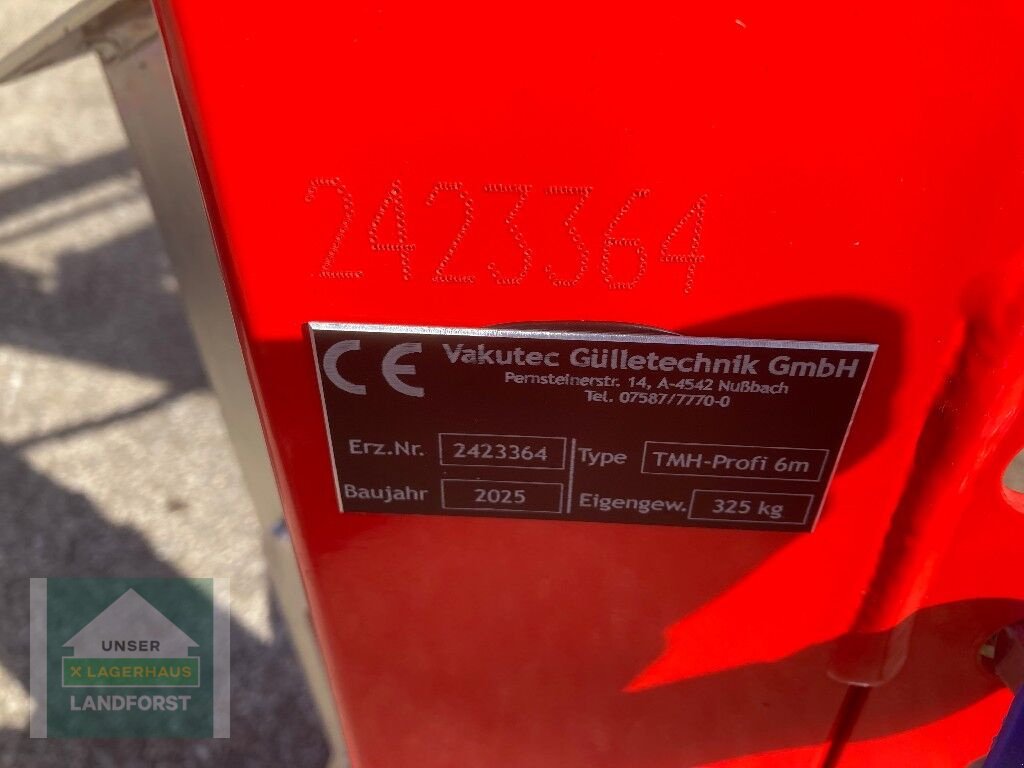 2423364
CE Vakutec Gülletechnik GmbH
Pernsteinerstr. 14, A-4542 Nußbach
Tel. 07587/7770-0
Erz.Nr. 2423364 Type TMH-Profi 6m
Baujahr 2025 Eigengew. 325 kg
UNSER
X LAGERHAUS
LANDFORST